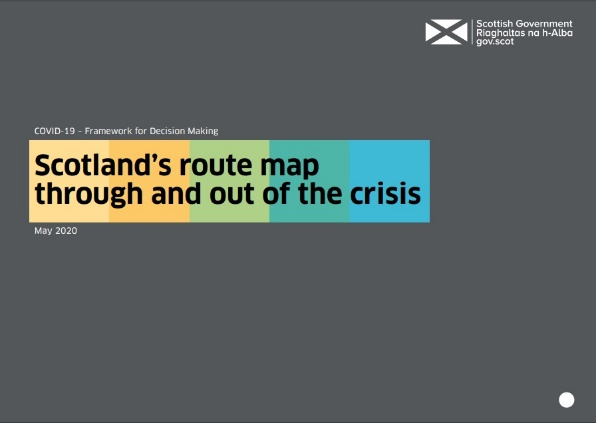 Scottish Government
Riaghaltas na h-Alba
gov.scot
COVID-19 – Framework for Decision Making
Scotland's route map
through and out of the crisis
May 2020